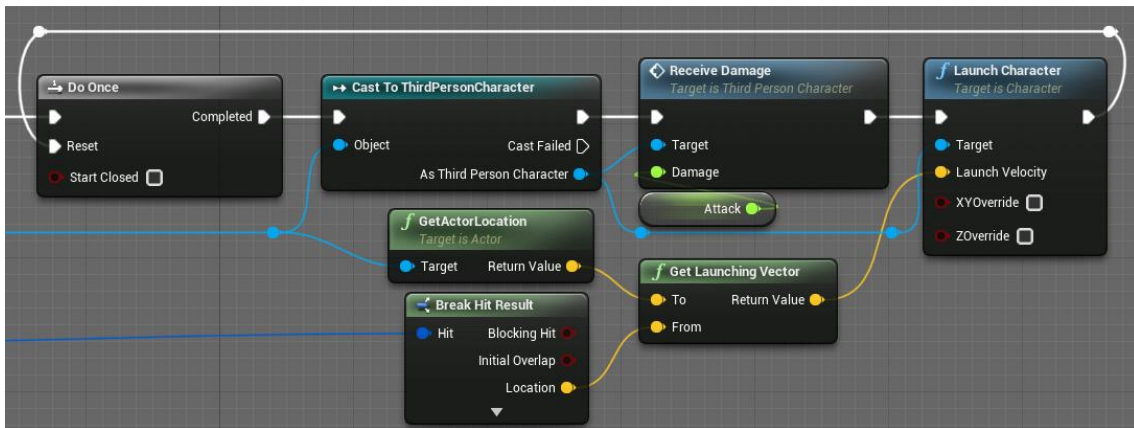 Do Once
Completed
Reset
Start Closed
Cast To ThirdPersonCharacter
Object
Cast Failed
As Third Person Character
Receive Damage
Target is Third Person Character
Target
Damage
Attack
f Launch Character
Target is Character
Target
Launch Velocity
XYOverride
ZOverride
f GetActorLocation
Target is Actor
Target Return Value
Break Hit Result
Hit Blocking Hit
Initial Overlap
Location
f Get Launching Vector
To Return Value
From